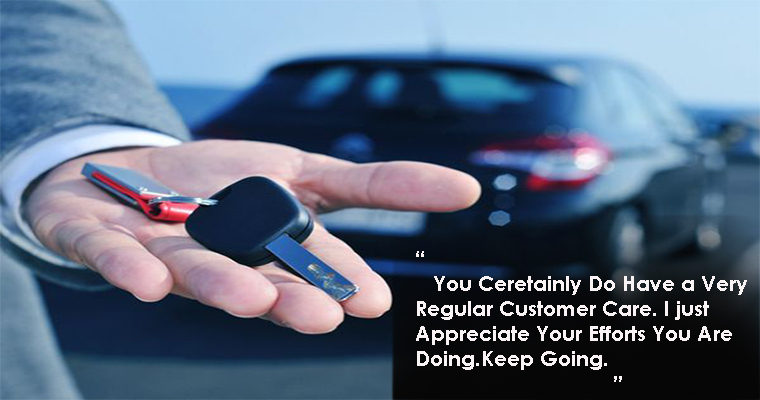 “
You Ceretainly Do Have a Very
Regular Customer Care. I just
Appreciate Your Efforts You Are
Doing.Keep Going.
”